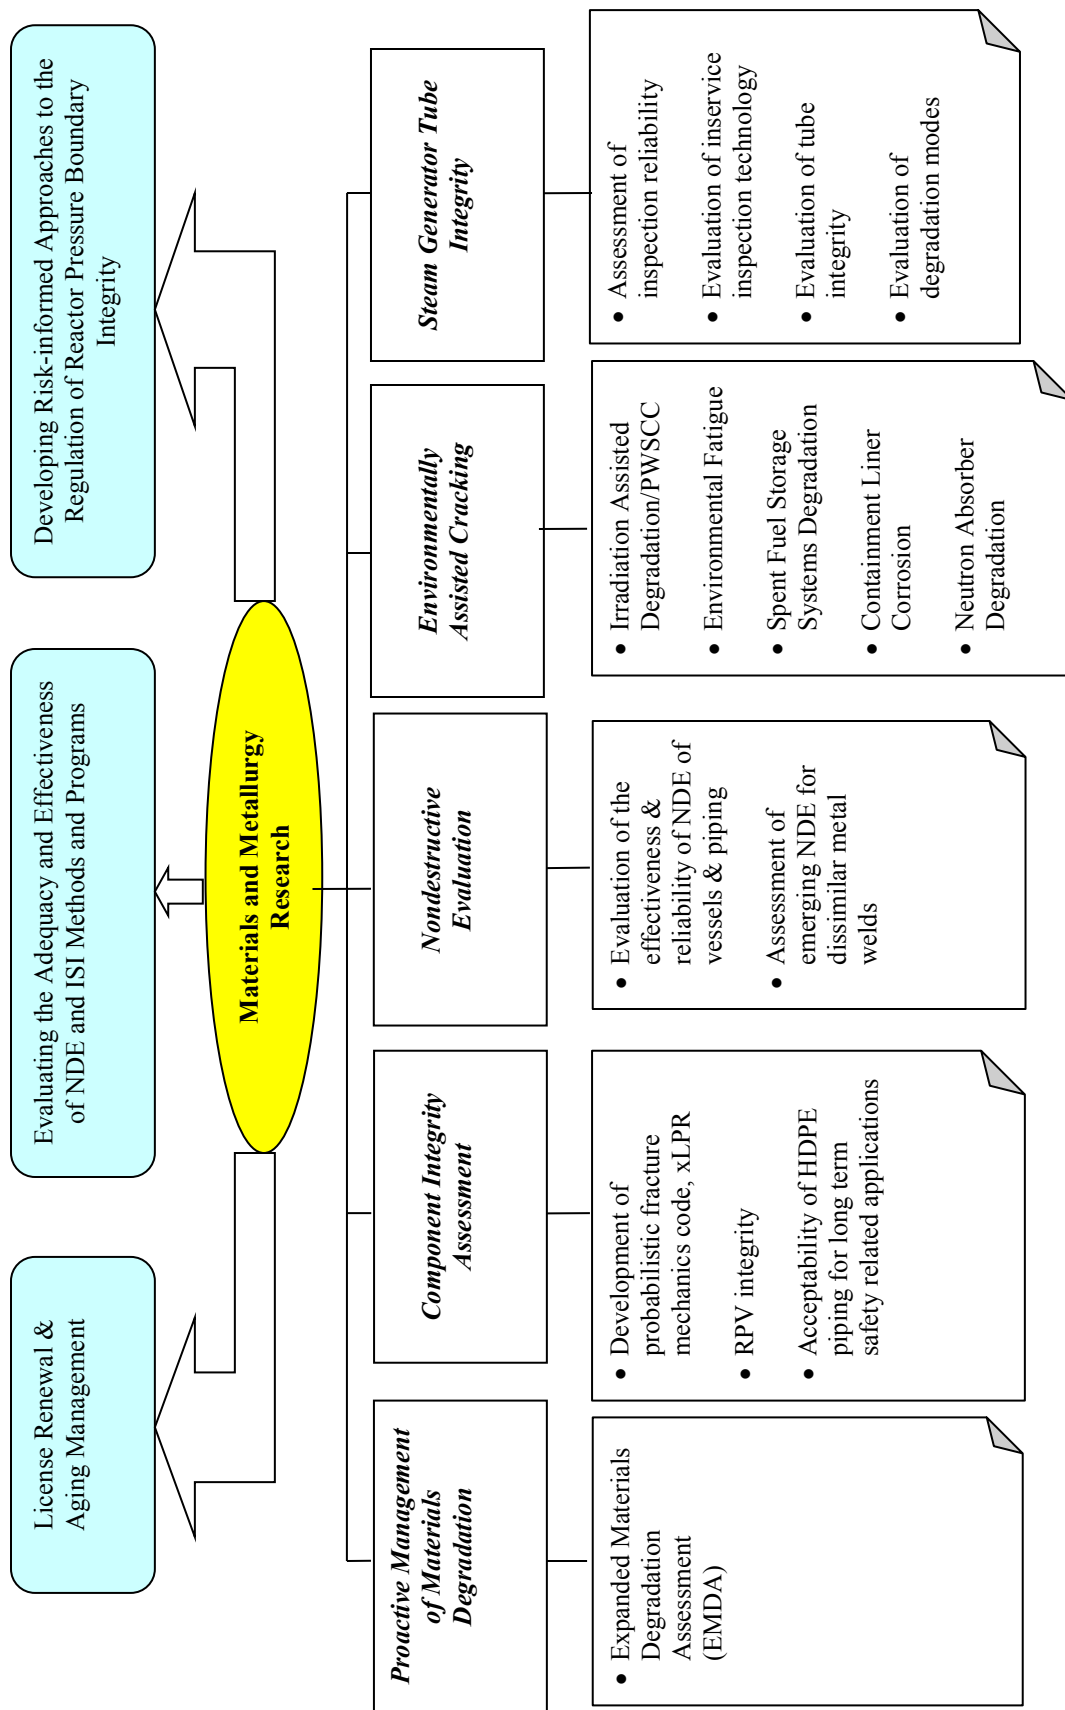 License Renewal &
Aging Management
Evaluating the Adequacy and Effectiveness
of NDE and ISI Methods and Programs
Developing Risk-informed Approaches to the
Regulation of Reactor Pressure Boundary
Integrity
Materials and Metallurgy
Research
Proactive Management
of Materials
Degradation
Component Integrity
Assessment
Nondestructive
Evaluation
Environmentally
Assisted Cracking
Steam Generator Tube
Integrity
• Expanded Materials
Degradation
Assessment
(EMDA)
• Development of
probabilistic fracture
mechanics code, xLPR
• RPV integrity
• Acceptability of HDPE
piping for long term
safety related applications
• Evaluation of the
effectiveness &
reliability of NDE of
vessels & piping
• Assessment of
emerging NDE for
dissimilar metal
welds
• Irradiation Assisted
Degradation/PWSCC
• Environmental Fatigue
• Spent Fuel Storage
Systems Degradation
• Containment Liner
Corrosion
• Neutron Absorber
Degradation
• Assessment of
inspection reliability
• Evaluation of inservice
inspection technology
• Evaluation of tube
integrity
• Evaluation of
degradation modes